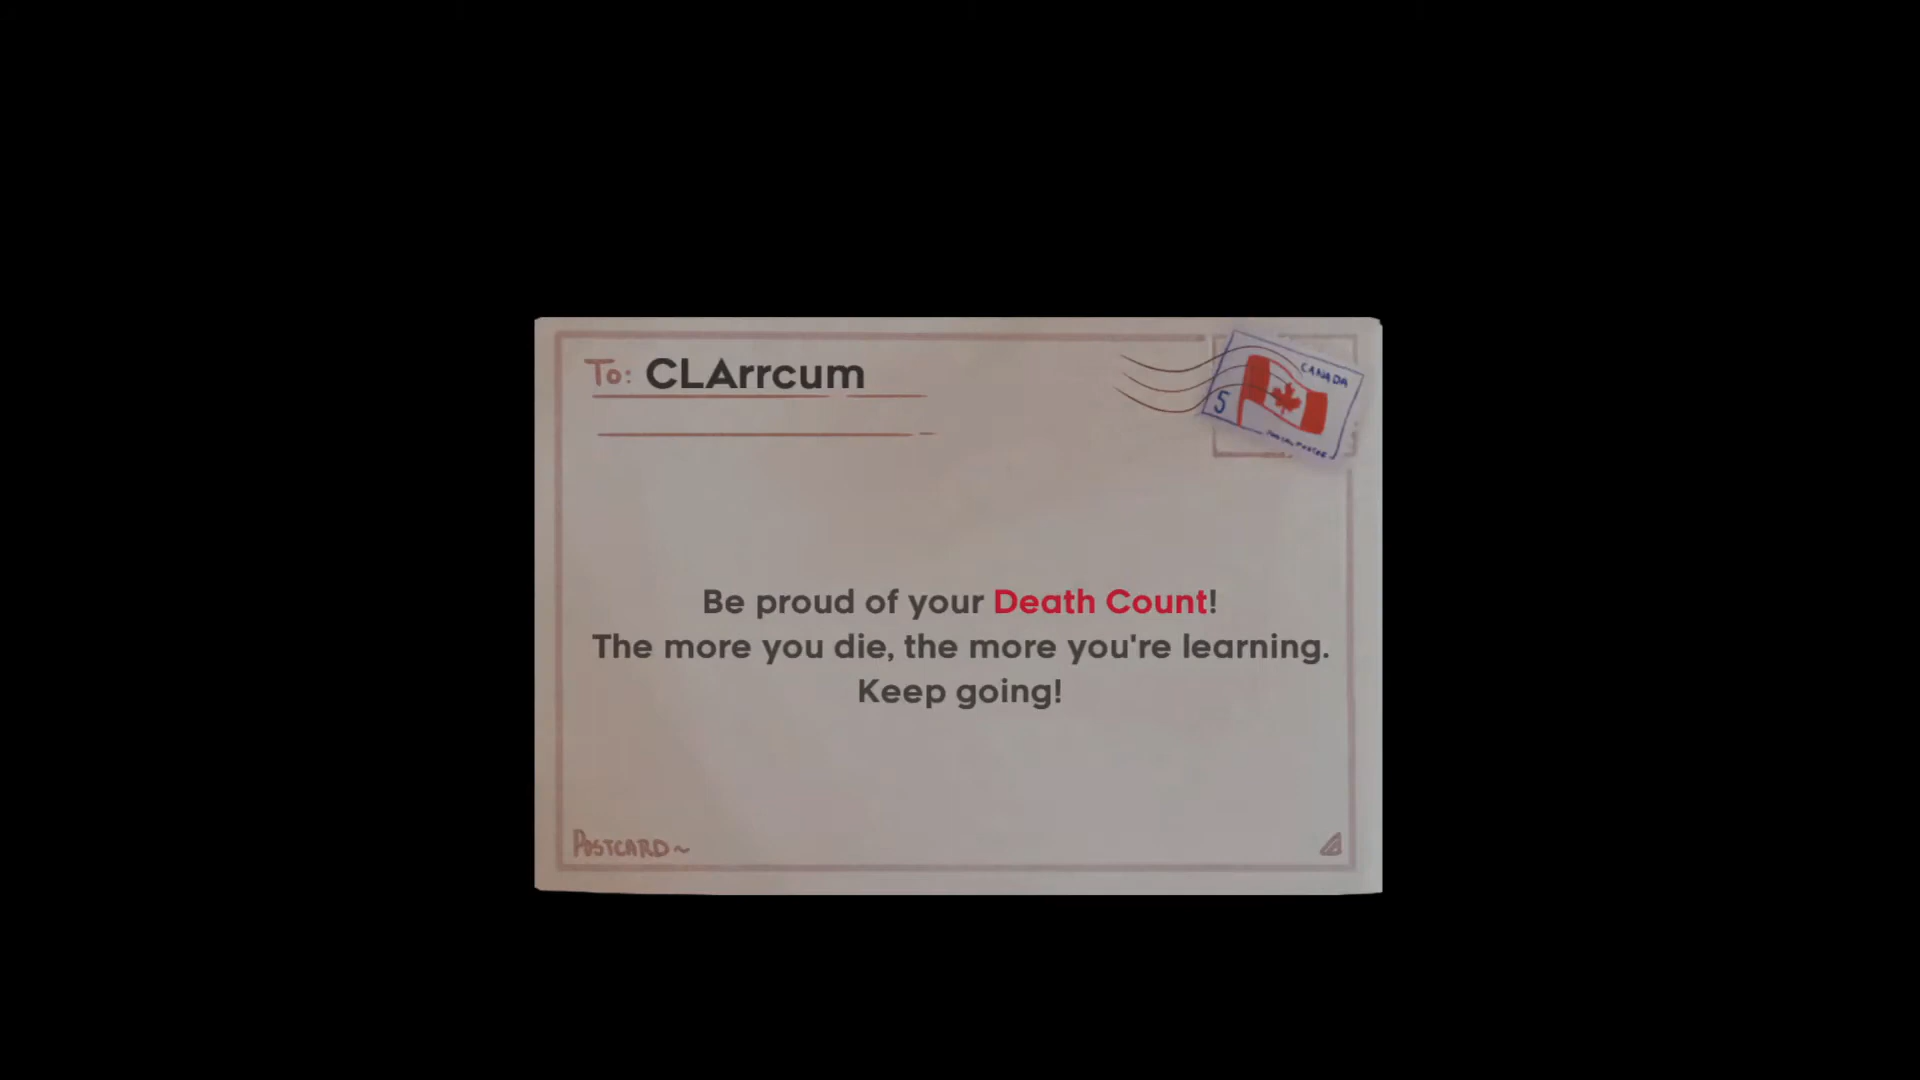 To: CLArrcum
CANADA
5
Be proud of your Death Count!
The more you die, the more you're learning.
Keep going!
POSTCARD~